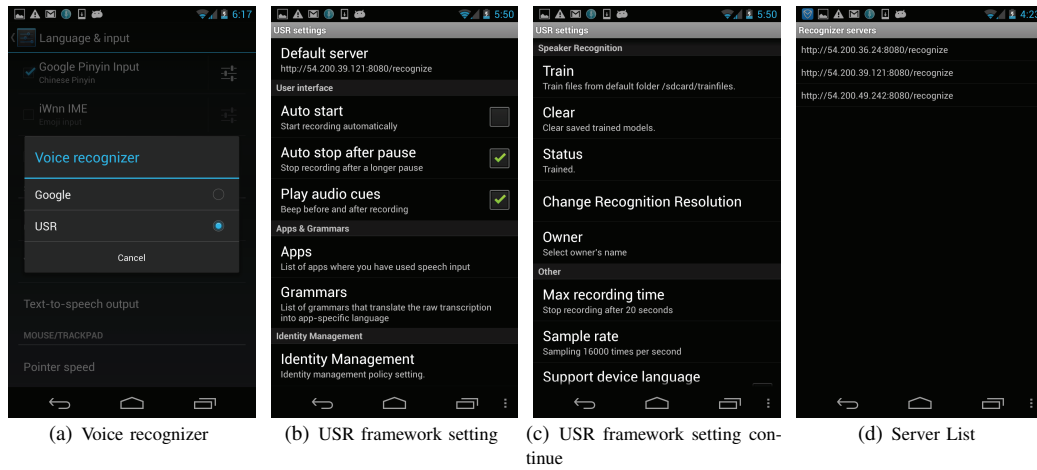 6:17
Language & input
Google Pinyin Input
Chinese Pinyin
iWnn IME
Emoji input
Voice recognizer
Google
USR
Cancel
Text-to-speech output
MOUSE/TRACKPAD
Pointer speed
(a) Voice recognizer
5:50
USR settings
Default server
http://54.200.39.121:8080/recognize
User interface
Auto start
Start recording automatically
Auto stop after pause
Stop recording after a longer pause
Play audio cues
Beep before and after recording
Apps & Grammars
Apps
List of apps where you have used speech input
Grammars
List of grammars that translate the raw transcription
into app-specific language
Identity Management
Identity Management
Identity management policy setting.
(b) USR framework setting
5:50
USR settings
Speaker Recognition
Train
Train files from default folder /sdcard/trainfiles.
Clear
Clear saved trained models.
Status
Trained.
Change Recognition Resolution
Owner
Select owner's name
Other
Max recording time
Stop recording after 20 seconds
Sample rate
Sampling 16000 times per second
Support device language
(c) USR framework setting con-
tinue
4:23
Recognizer servers
http://54.200.36.24:8080/recognize
http://54.200.39.121:8080/recognize
http://54.200.49.242:8080/recognize
(d) Server List